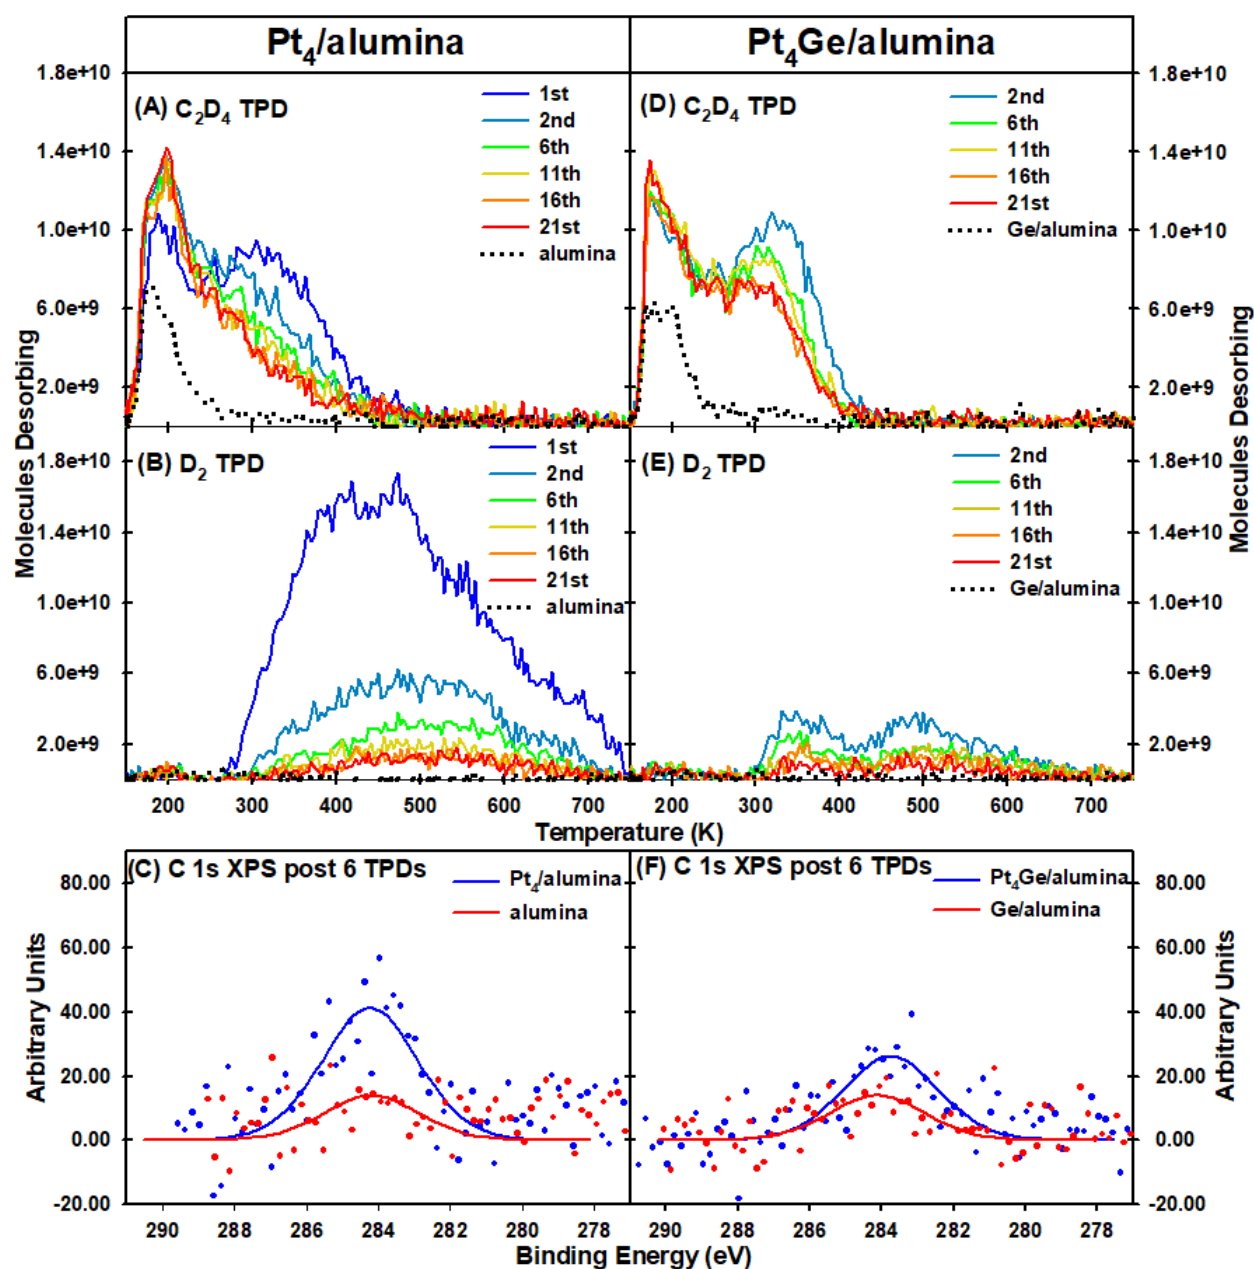 Pt4/alumina
Pt4Ge/alumina
(A) C2D4 TPD
1st
2nd
6th
11th
16th
21st
alumina
1.8e+10
1.4e+10
1.0e+10
6.0e+9
2.0e+9
(D) C2D4 TPD
2nd
6th
11th
16th
21st
Ge/alumina
1.8e+10
1.4e+10
1.0e+10
6.0e+9
2.0e+9
Molecules Desorbing
Molecules Desorbing
(B) D2 TPD
1st
2nd
6th
11th
16th
21st
alumina
1.8e+10
1.4e+10
1.0e+10
6.0e+9
2.0e+9
(E) D2 TPD
2nd
6th
11th
16th
21st
Ge/alumina
1.8e+10
1.4e+10
1.0e+10
6.0e+9
2.0e+9
200 300 400 500 600 700
200 300 400 500 600 700
Temperature (K)
(C) C 1s XPS post 6 TPDs
Pt4/alumina
alumina
80.00
60.00
40.00
20.00
0.00
-20.00
(F) C 1s XPS post 6 TPDs
Pt4Ge/alumina
Ge/alumina
80.00
60.00
40.00
20.00
0.00
-20.00
Arbitrary Units
Arbitrary Units
290 288 286 284 282 280 278
290 288 286 284 282 280 278
Binding Energy (eV)